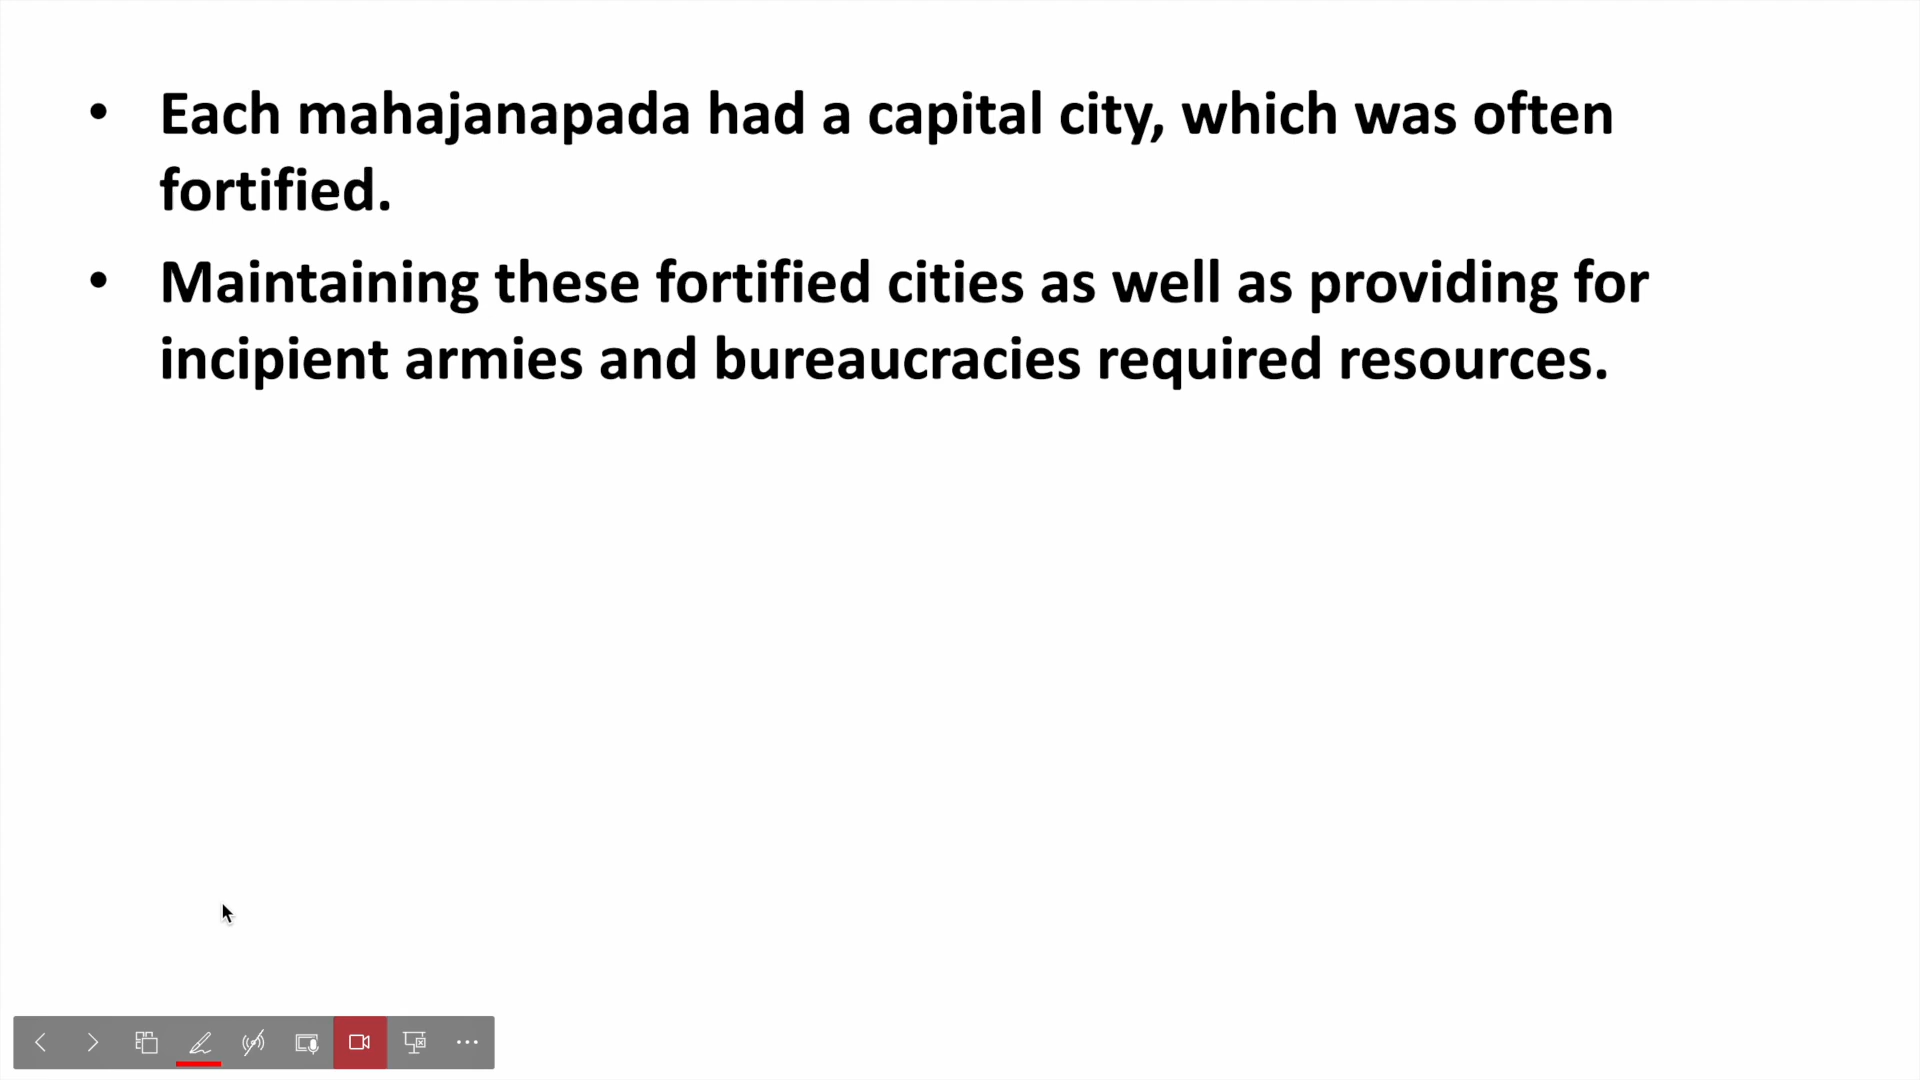 • Each mahajanapada had a capital city, which was often
fortified.
• Maintaining these fortified cities as well as providing for
incipient armies and bureaucracies required resources.